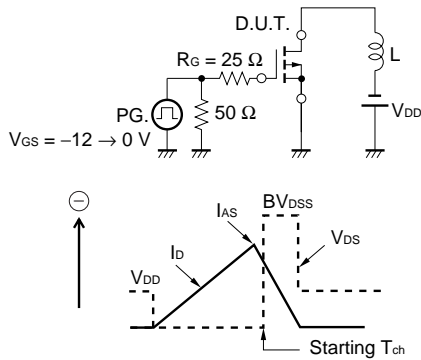 D.U.T.
RG = 25 Ω
L
PG.
50 Ω
VDD
VGS = −12 → 0 V
−
BVDSS
IAS
VDS
ID
VDD
Starting Tch